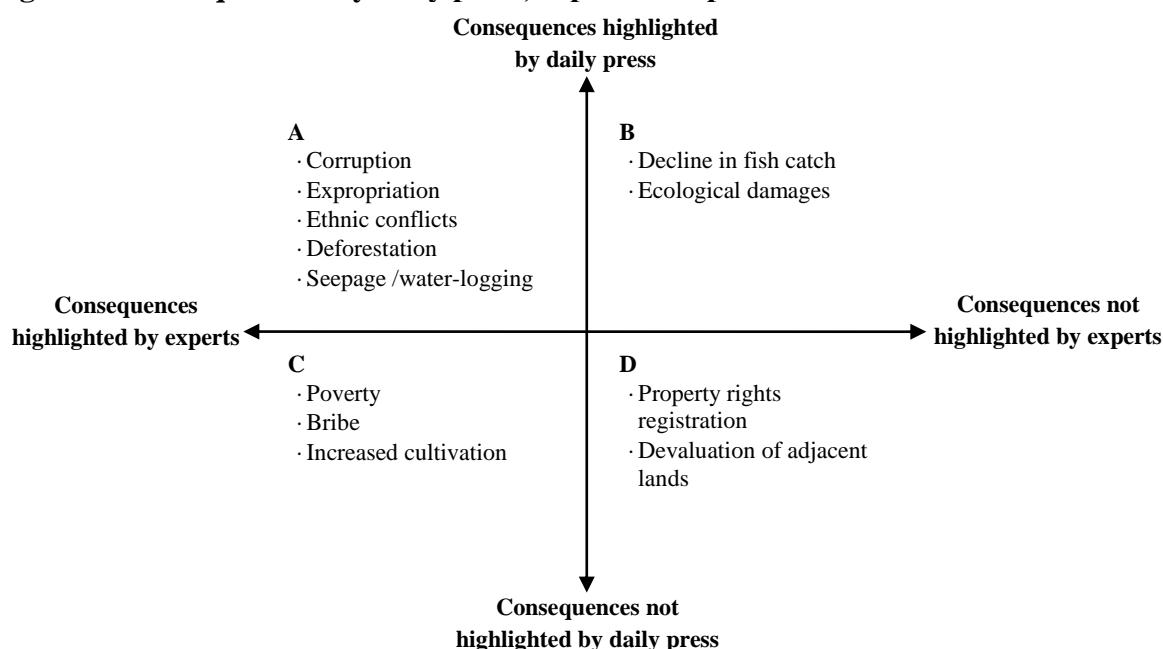 Consequences highlighted
by daily press
A
· Corruption
· Expropriation
· Ethnic conflicts
· Deforestation
· Seepage /water-logging
B
· Decline in fish catch
· Ecological damages
Consequences
highlighted by experts
Consequences not
highlighted by experts
C
· Poverty
· Bribe
· Increased cultivation
D
· Property rights
registration
· Devaluation of adjacent
lands
Consequences not
highlighted by daily press